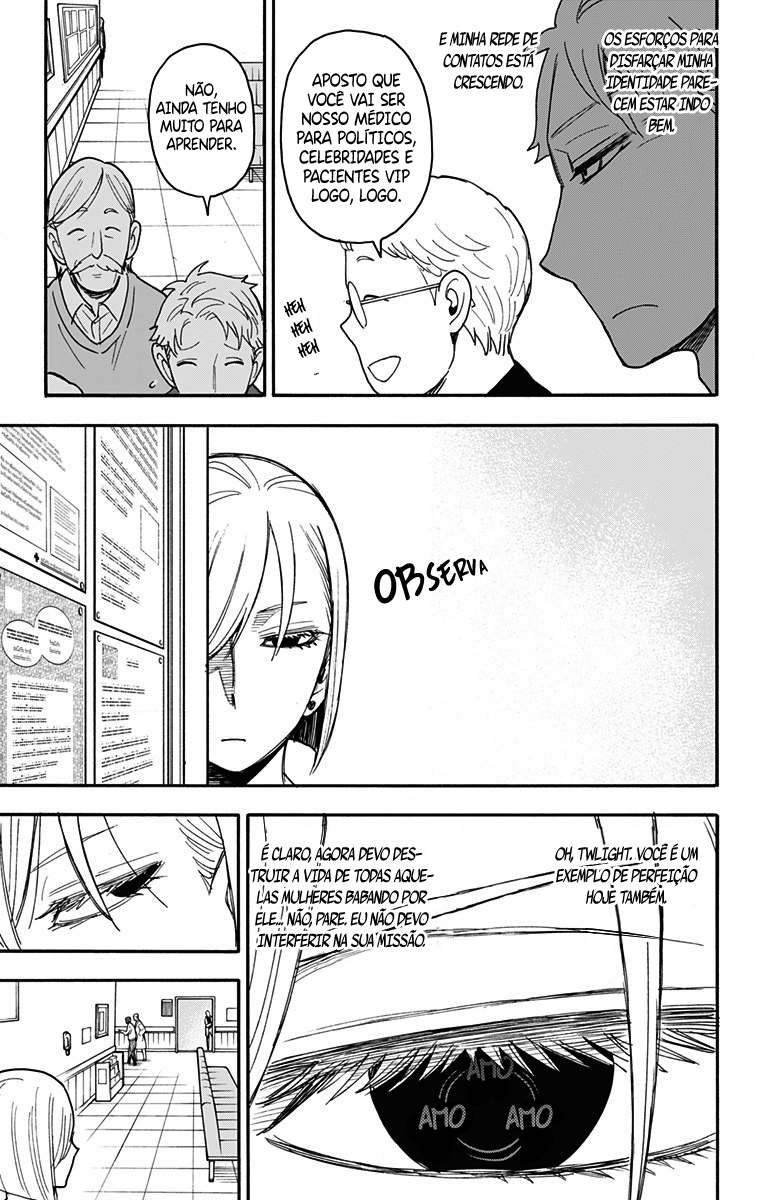 OS ESFORÇOS PARA
DISFARÇAR MINHA
IDENTIDADE PARE-
CEM ESTAR INDO
BEM.
E MINHA REDE DE
CONTATOS ESTÁ
CRESCENDO.
APOSTO QUE
VOCÊ VAI SER
NOSSO MÉDICO
PARA POLÍTICOS,
CELEBRIDADES E
PACIENTES VIP
LOGO, LOGO.
HEH
HEH
HEH
NÃO,
AINDA TENHO
MUITO PARA
APRENDER.
OBSERVA
OH, TWLIGHT. VOCÊ É UM
EXEMPLO DE PERFEIÇÃO
HOJE TAMBÉM.
É CLARO, AGORA DEVO DES-
TRUIR A VIDA DE TODAS AQUE-
LAS MULHERES BABANDO POR
ELE... NÃO, PARE. EU NÃO DEVO
INTERFERIR NA SUA MISSÃO.
AMO
AMO
AMO